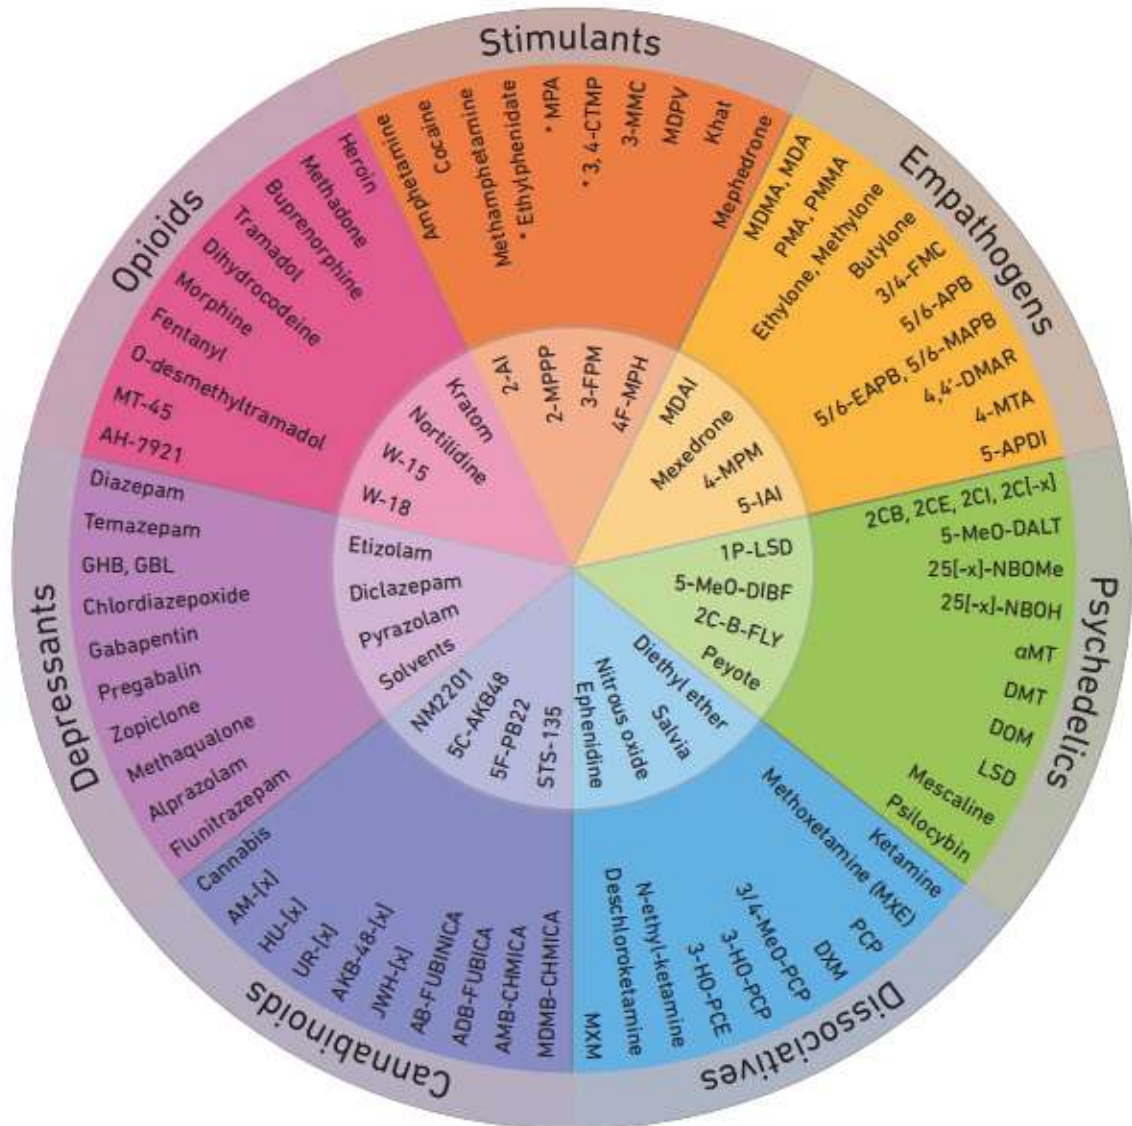 Stimulants
Amphetamine
Cocaine
Methamphetamine
* Ethylphenidate
* MPA
* 3, 4-CTMP
3-MMC
MDPV
Khat
Mephedrone
2-AI
2-MPPP
3-FPM
4F-MPH
Empathogens
MDMA, MDA
PMA, PMMA
Ethylone, Methylone
Butylone
3/4-FMC
5/6-APB
5/6-EAPB, 5/6-MAPB
4,4'-DMAR
4-MTA
5-APDI
MDAI
Mexedrone
4-MPM
5-IAI
Psychedelics
2CB, 2CE, 2CI, 2C[-x]
5-MeO-DALT
25[-x]-NBOMe
25[-x]-NBOH
αMT
DMT
DOM
LSD
Mescaline
Psilocybin
1P-LSD
5-MeO-DIBF
2C-B-FLY
Peyote
Dissociatives
Ketamine
Methoxetamine (MXE)
PCP
DXM
3/4-MeO-PCP
3-HO-PCP
3-HO-PCE
N-ethyl-ketamine
Deschloroketamine
MXM
Diethyl ether
Salvia
Nitrous oxide
Ephenidine
Cannabinoids
Cannabis
AM-[x]
HU-[x]
UR-[x]
AKB-48-[x]
JWH-[x]
AB-FUBINICA
ADB-FUBICA
AMB-CHMICA
MDMB-CHMICA
NM2201
5C-AKB48
5F-PB22
STS-135
Depressants
Diazepam
Temazepam
GHB, GBL
Chlordiazepoxide
Gabapentin
Pregabalin
Zopiclone
Methaqualone
Alprazolam
Flunitrazepam
Etizolam
Diclazepam
Pyrazolam
Solvents
Opioids
Heroin
Methadone
Buprenorphine
Tramadol
Dihydrocodeine
Morphine
Fentanyl
O-desmethyltramadol
MT-45
AH-7921
Kratom
Nortilidine
W-15
W-18